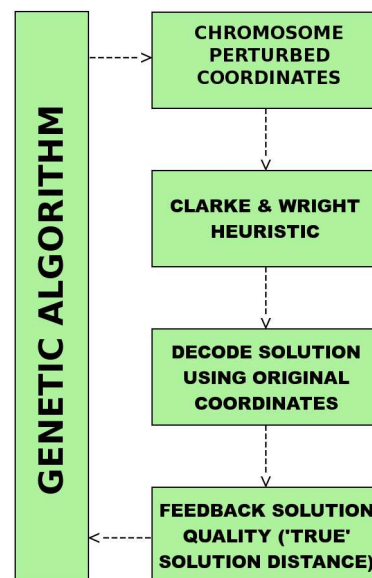 GENETIC ALGORITHM
CHROMOSOME
PERTURBED
COORDINATES
CLARKE & WRIGHT
HEURISTIC
DECODE SOLUTION
USING ORIGINAL
COORDINATES
FEEDBACK SOLUTION
QUALITY ('TRUE'
SOLUTION DISTANCE)